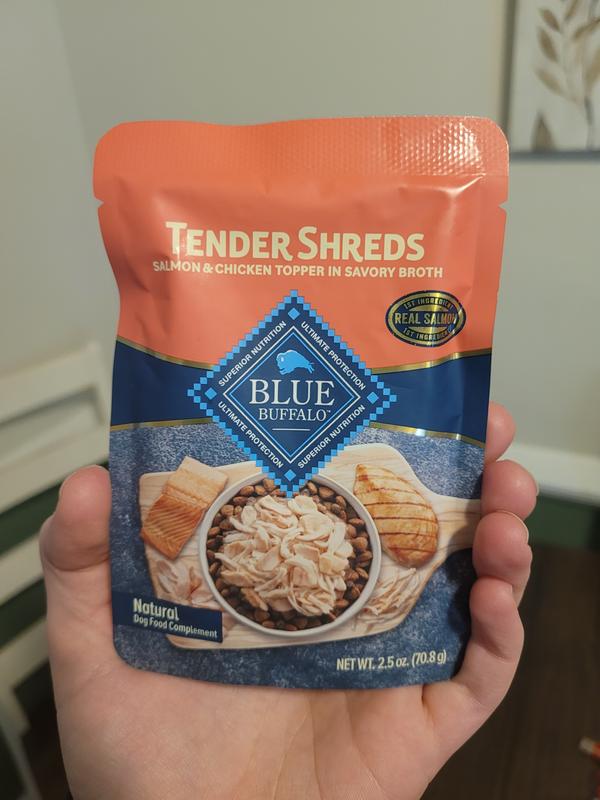 TENDER SHREDS
SALMON & CHICKEN TOPPER IN SAVORY BROTH
1ST INGREDIENT
REAL SALMON
1ST INGREDIENT
SUPERIOR NUTRITION
ULTIMATE PROTECTION
BLUE
BUFFALO™
ULTIMATE PROTECTION
SUPERIOR NUTRITION
Natural
Dog Food Complement
NET WT. 2.5 oz. (70.8 g)